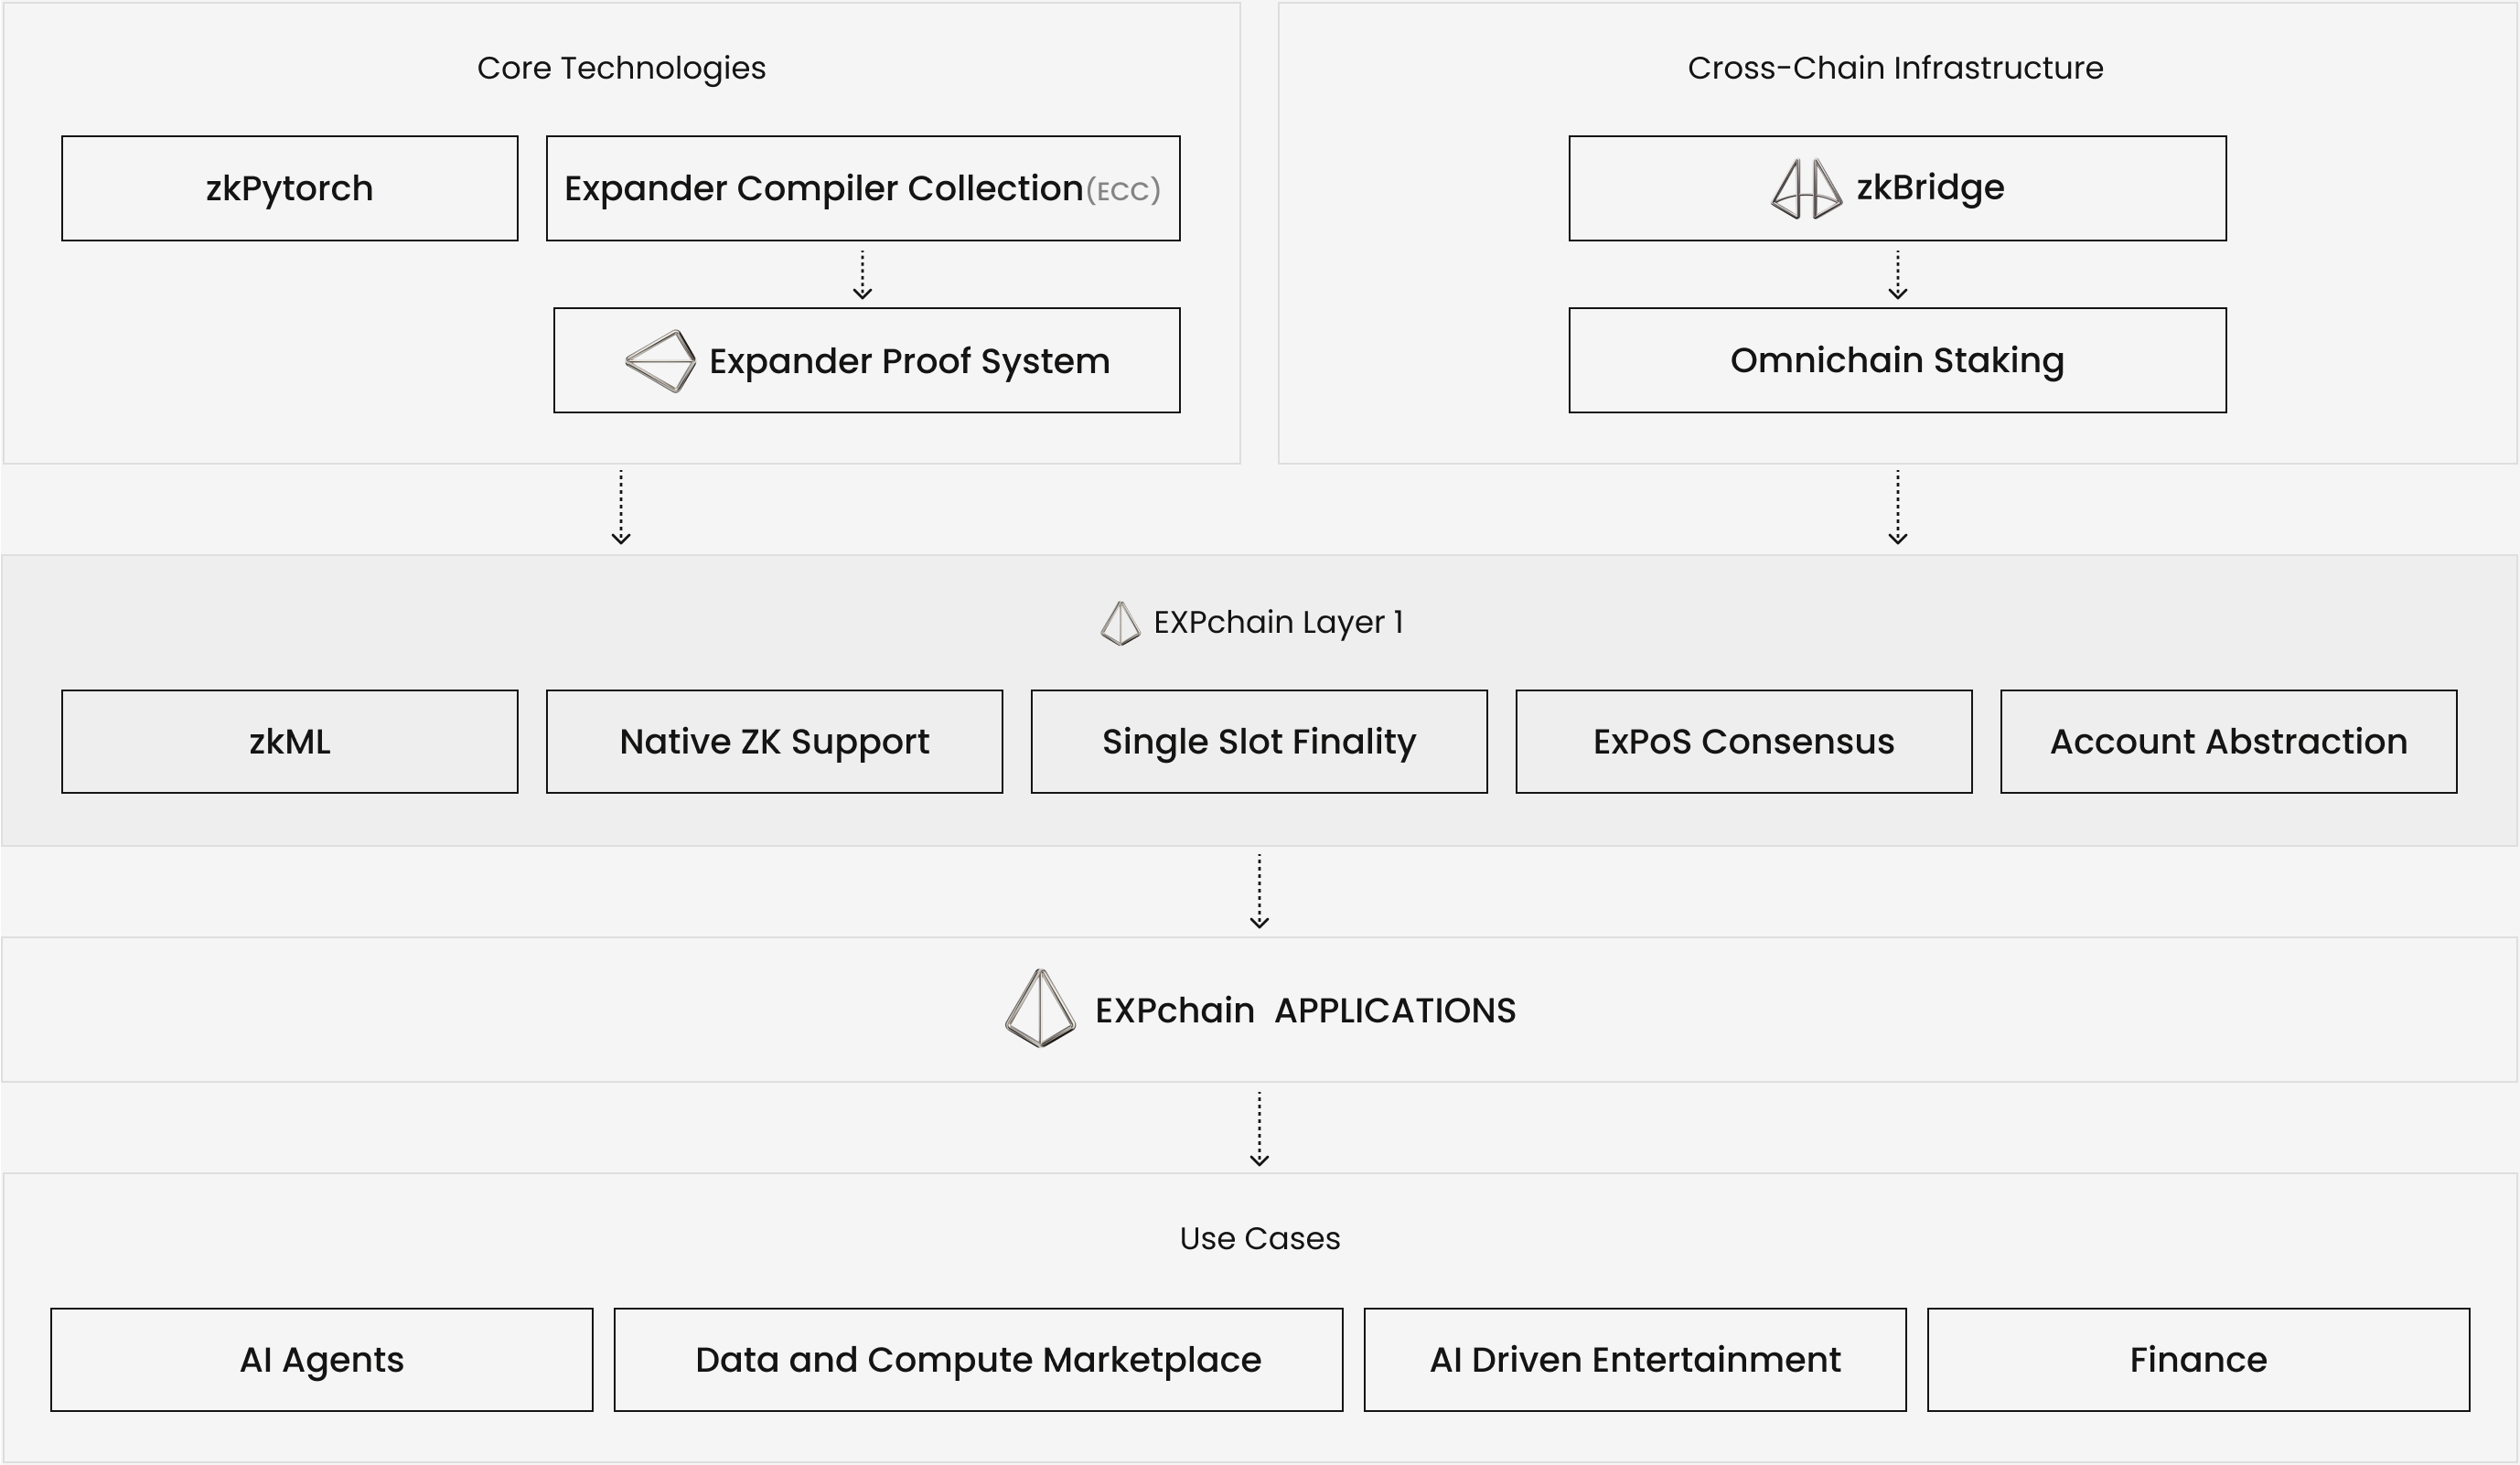 Core Technologies
zkPytorch
Expander Compiler Collection(ECC)
Expander Proof System
Cross-Chain Infrastructure
zkBridge
Omnichain Staking
EXPchain Layer 1
zkML
Native ZK Support
Single Slot Finality
ExPoS Consensus
Account Abstraction
EXPchain APPLICATIONS
Use Cases
AI Agents
Data and Compute Marketplace
AI Driven Entertainment
Finance